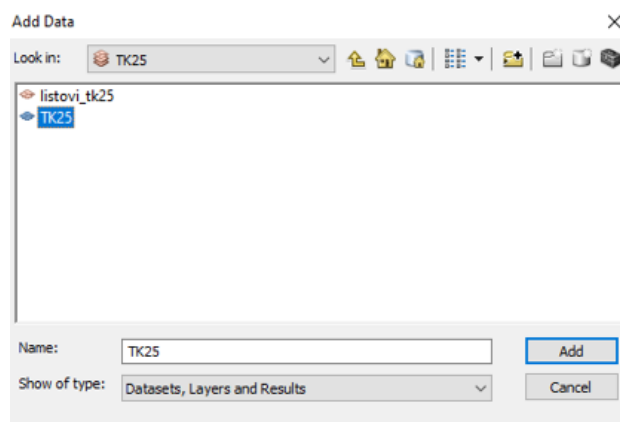 Add Data
Look in: TK25
listovi_tk25
TK25
Name: TK25 Add
Show of type: Datasets, Layers and Results Cancel